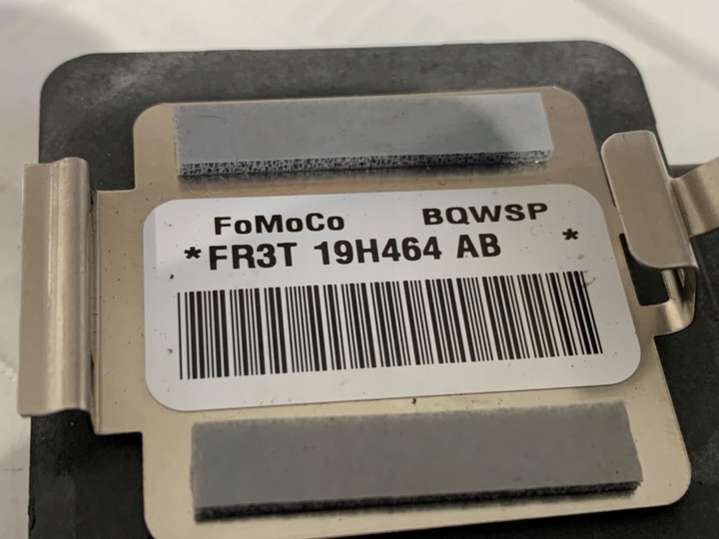 FoMoCo BQWSP
*FR3T 19H464 AB *